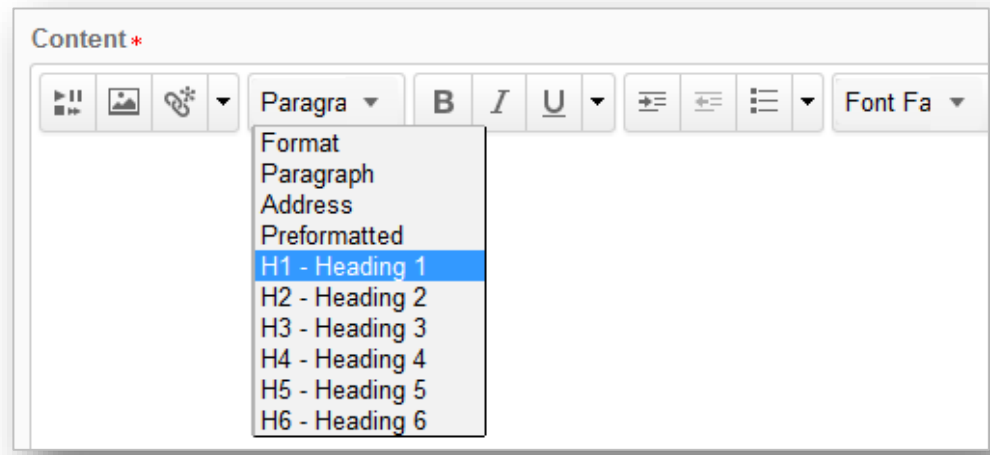 Content*
Paragra B I U Font Fa
Format
Paragraph
Address
Preformatted
H1 - Heading 1
H2 - Heading 2
H3 - Heading 3
H4 - Heading 4
H5 - Heading 5
H6 - Heading 6